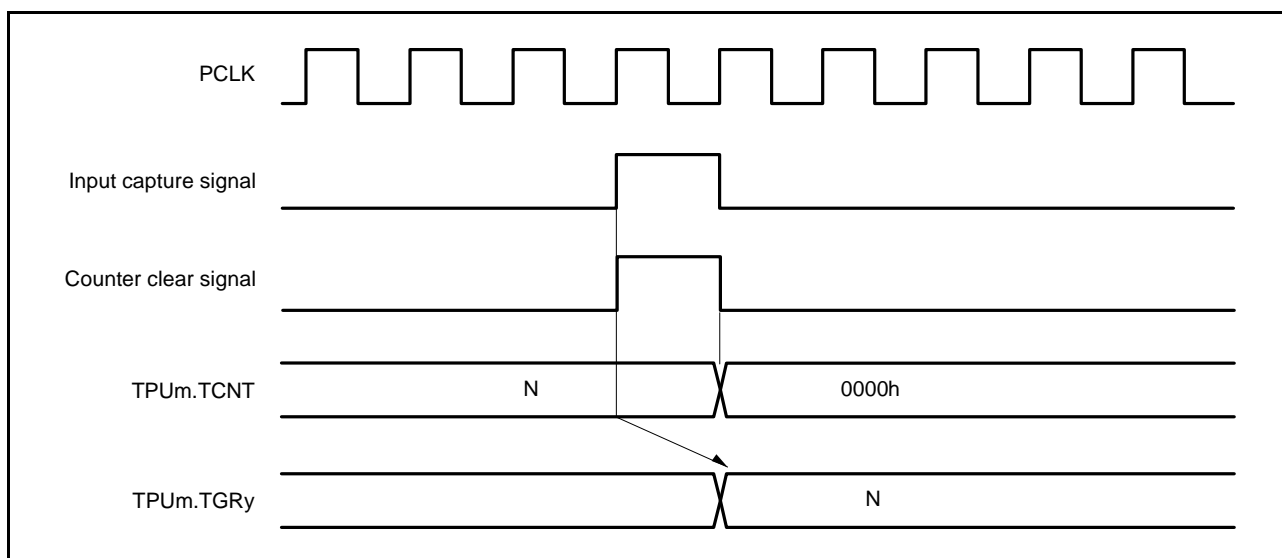 PCLK
Input capture signal
Counter clear signal
TPUm.TCNT
N
0000h
TPUm.TGRy
N